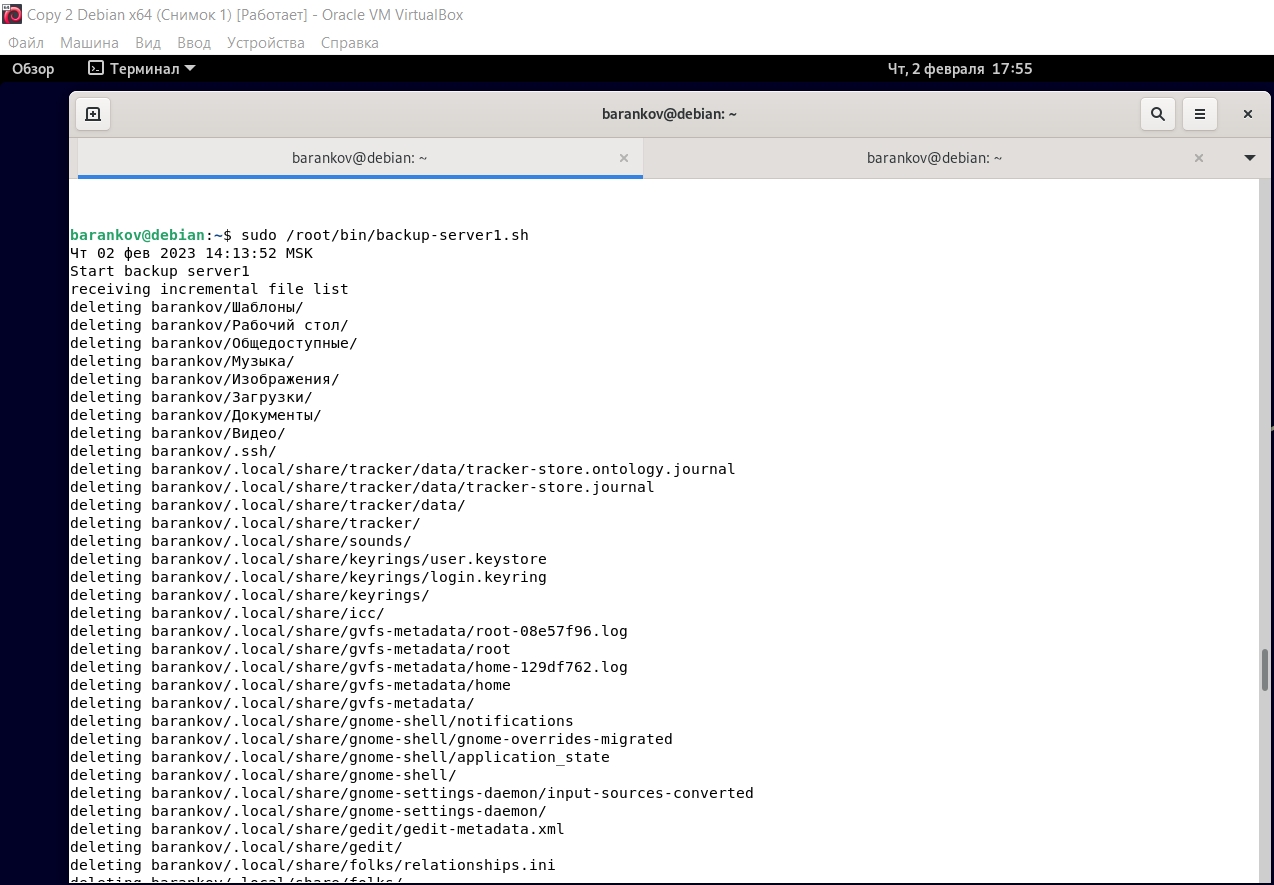 Copy 2 Debian x64 (Снимок 1) [Работает] - Oracle VM VirtualBox
Файл Машина Вид Ввод Устройства Справка
Обзор Терминал Чт, 2 февраля 17:55
barankov@debian: ~
barankov@debian: ~ barankov@debian: ~
barankov@debian:~$ sudo /root/bin/backup-server1.sh
Чт 02 фев 2023 14:13:52 MSK
Start backup server1
receiving incremental file list
deleting barankov/Шаблоны/
deleting barankov/Рабочий стол/
deleting barankov/Общедоступные/
deleting barankov/Музыка/
deleting barankov/Изображения/
deleting barankov/Загрузки/
deleting barankov/Документы/
deleting barankov/Видео/
deleting barankov/.ssh/
deleting barankov/.local/share/tracker/data/tracker-store.ontology.journal
deleting barankov/.local/share/tracker/data/tracker-store.journal
deleting barankov/.local/share/tracker/data/
deleting barankov/.local/share/tracker/
deleting barankov/.local/share/sounds/
deleting barankov/.local/share/keyrings/user.keystore
deleting barankov/.local/share/keyrings/login.keyring
deleting barankov/.local/share/keyrings/
deleting barankov/.local/share/icc/
deleting barankov/.local/share/gvfs-metadata/root-08e57f96.log
deleting barankov/.local/share/gvfs-metadata/root
deleting barankov/.local/share/gvfs-metadata/home-129df762.log
deleting barankov/.local/share/gvfs-metadata/home
deleting barankov/.local/share/gvfs-metadata/
deleting barankov/.local/share/gnome-shell/notifications
deleting barankov/.local/share/gnome-shell/gnome-overrides-migrated
deleting barankov/.local/share/gnome-shell/application_state
deleting barankov/.local/share/gnome-shell/
deleting barankov/.local/share/gnome-settings-daemon/input-sources-converted
deleting barankov/.local/share/gnome-settings-daemon/
deleting barankov/.local/share/gedit/gedit-metadata.xml
deleting barankov/.local/share/gedit/
deleting barankov/.local/share/folks/relationships.ini
deleting barankov/.local/share/folks/